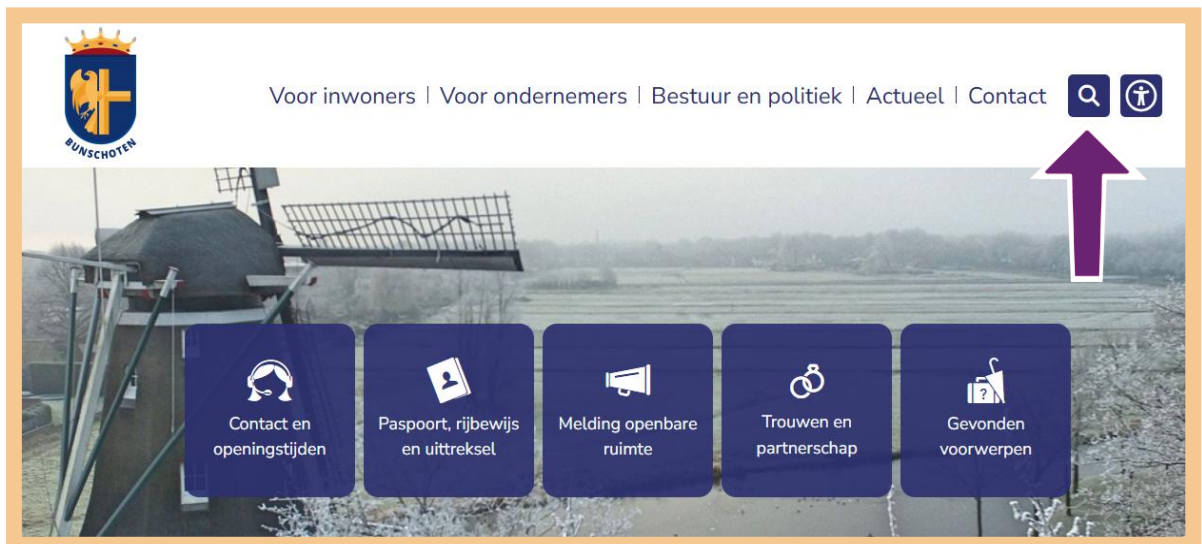 BUNSCHOTEN
Voor inwoners | Voor ondernemers | Bestuur en politiek | Actueel | Contact
Contact en
openingstijden
Paspoort, rijbewijs
en uittreksel
Melding openbare
ruimte
Trouwen en
partnerschap
?
Gevonden
voorwerpen